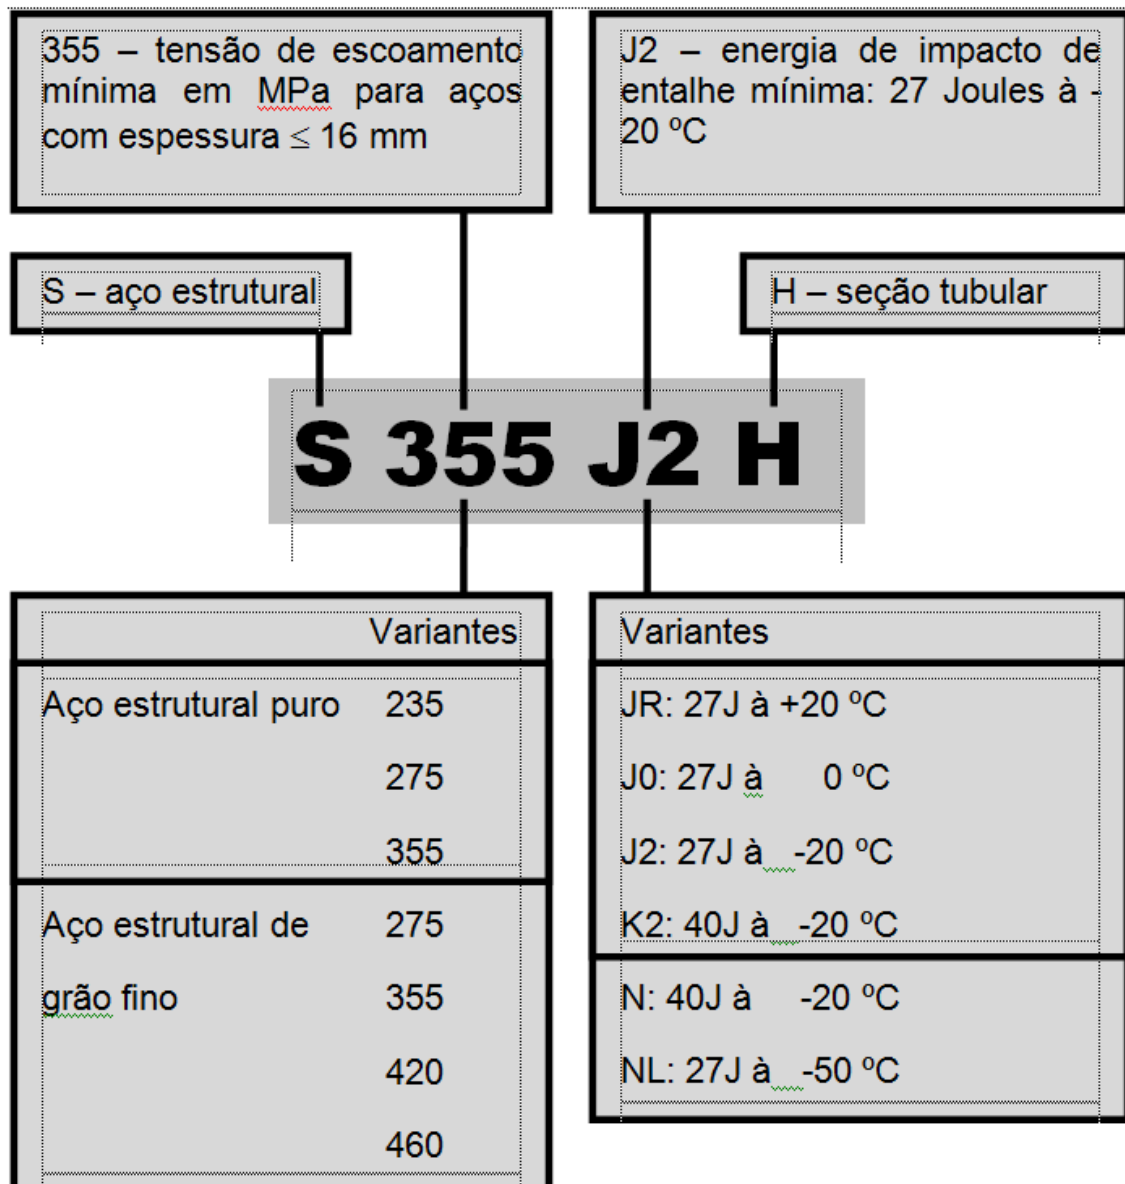 355 – tensão de escoamento
mínima em MPa para aços
com espessura ≤ 16 mm
J2 – energia de impacto de
entalhe mínima: 27 Joules à -
20 ºC
S – aço estrutural
H – seção tubular
S 355 J2 H
Variantes
Aço estrutural puro 235
275
355
Aço estrutural de 275
grão fino 355
420
460
Variantes
JR: 27J à +20 ºC
J0: 27J à 0 ºC
J2: 27J à -20 ºC
K2: 40J à -20 ºC
N: 40J à -20 ºC
NL: 27J à -50 ºC